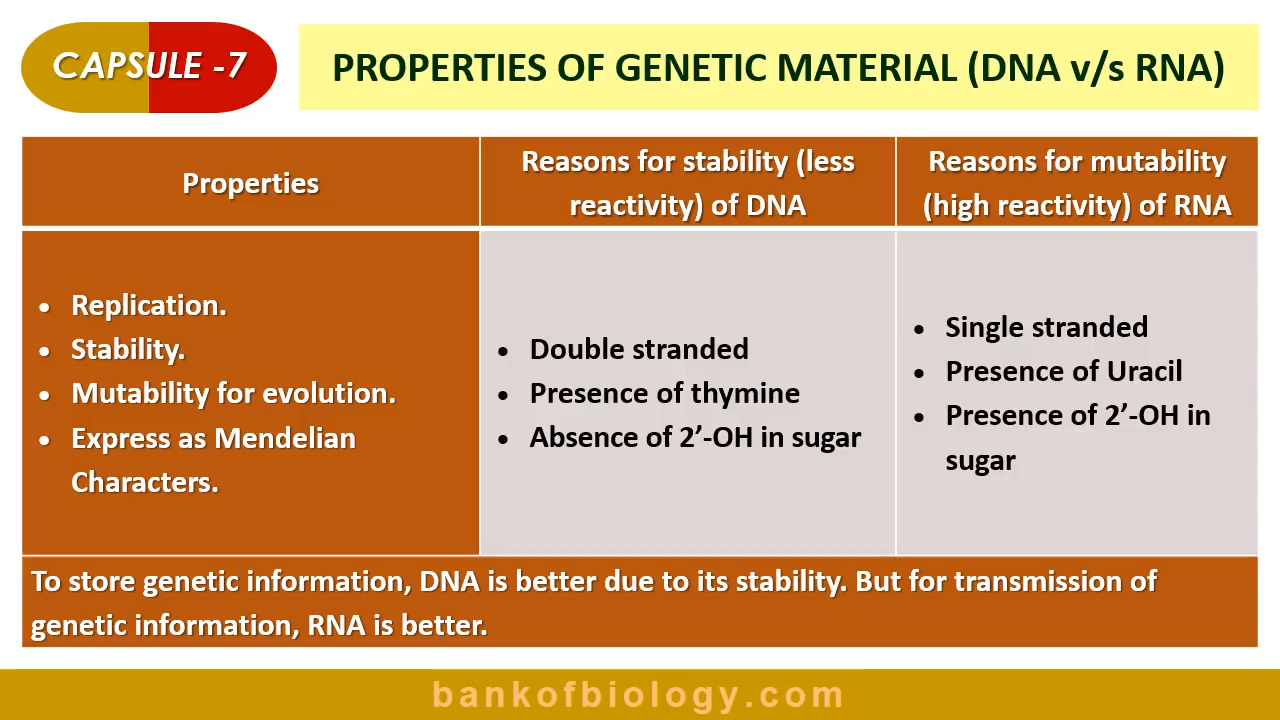 CAPSULE -7
PROPERTIES OF GENETIC MATERIAL (DNA v/s RNA)
Properties
Reasons for stability (less
reactivity) of DNA
Reasons for mutability
(high reactivity) of RNA
• Replication.
• Stability.
• Mutability for evolution.
• Express as Mendelian
Characters.
• Double stranded
• Presence of thymine
• Absence of 2’-OH in sugar
• Single stranded
• Presence of Uracil
• Presence of 2’-OH in
sugar
To store genetic information, DNA is better due to its stability. But for transmission of
genetic information, RNA is better.
bankofbiology.com